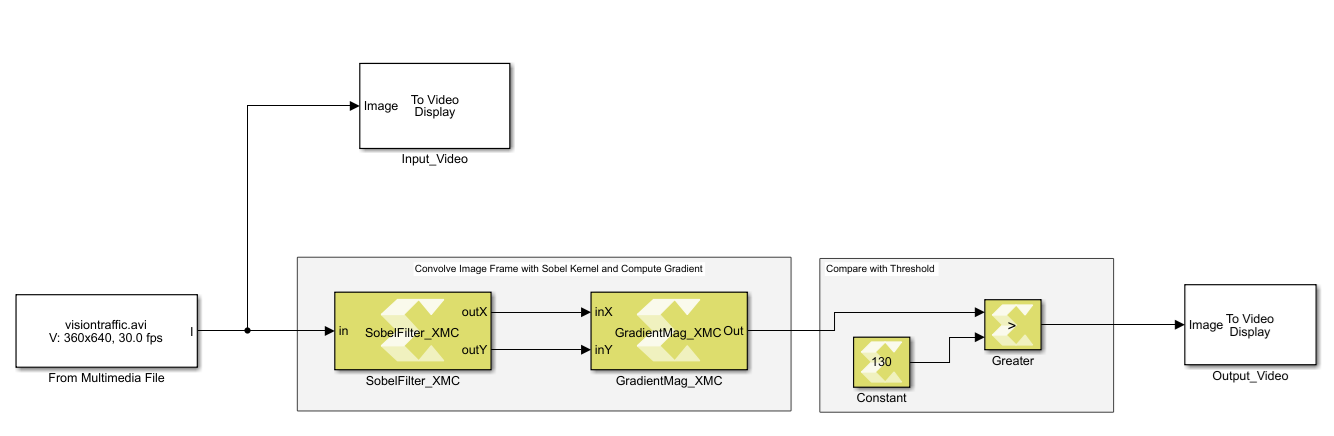 Image
To Video
Display
Input_Video
Convolve Image Frame with Sobel Kernel and Compute Gradient
Compare with Threshold
visiontraffic.avi
V: 360x640, 30.0 fps
I
From Multimedia File
in
SobelFilter_XMC
outX
outY
SobelFilter_XMC
inX
inY
GradientMag_XMC
Out
GradientMag_XMC
130
Constant
>
Greater
Image
To Video
Display
Output_Video